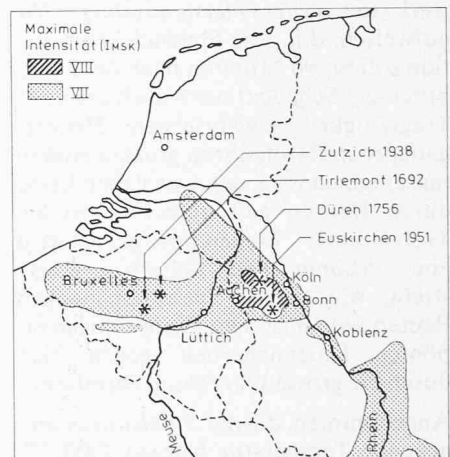 Maximale
Intensität (IMSK)
VIII
VII
Amsterdam
Zulzich 1938
Tirlemont 1692
Düren 1756
Euskirchen 1951
Bruxelles
Aachen
Köln
Bonn
Lüttich
Koblenz
Meuse
Rhein